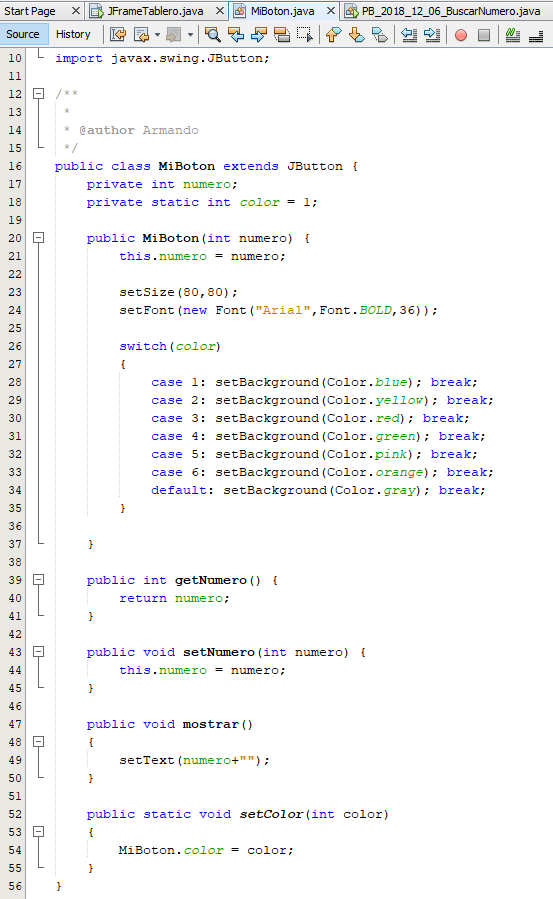 Start Page JFrameTablero.java MiBoton.java PB_2018_12_06_BuscarNumero.java
Source History
10 import javax.swing.JButton;
11
12 /**
13 *
14 * @author Armando
15 */
16 public class MiBoton extends JButton {
17 private int numero;
18 private static int color = 1;
19
20 public MiBoton(int numero) {
21 this.numero = numero;
22
23 setSize(80,80);
24 setFont(new Font("Arial",Font.BOLD,36));
25
26 switch(color)
27 {
28 case 1: setBackground(Color.blue); break;
29 case 2: setBackground(Color.yellow); break;
30 case 3: setBackground(Color.red); break;
31 case 4: setBackground(Color.green); break;
32 case 5: setBackground(Color.pink); break;
33 case 6: setBackground(Color.orange); break;
34 default: setBackground(Color.gray); break;
35 }
36
37 }
38
39 public int getNumero() {
40 return numero;
41 }
42
43 public void setNumero(int numero) {
44 this.numero = numero;
45 }
46
47 public void mostrar()
48 {
49 setText(numero+"");
50 }
51
52 public static void setColor(int color)
53 {
54 MiBoton.color = color;
55 }
56 }